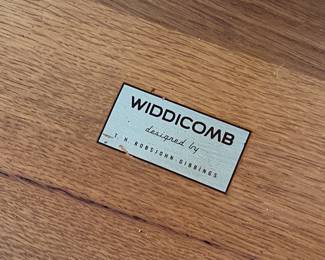 WIDDICOMB
designed by
T. H. ROBSJOHN-GIBBINGS